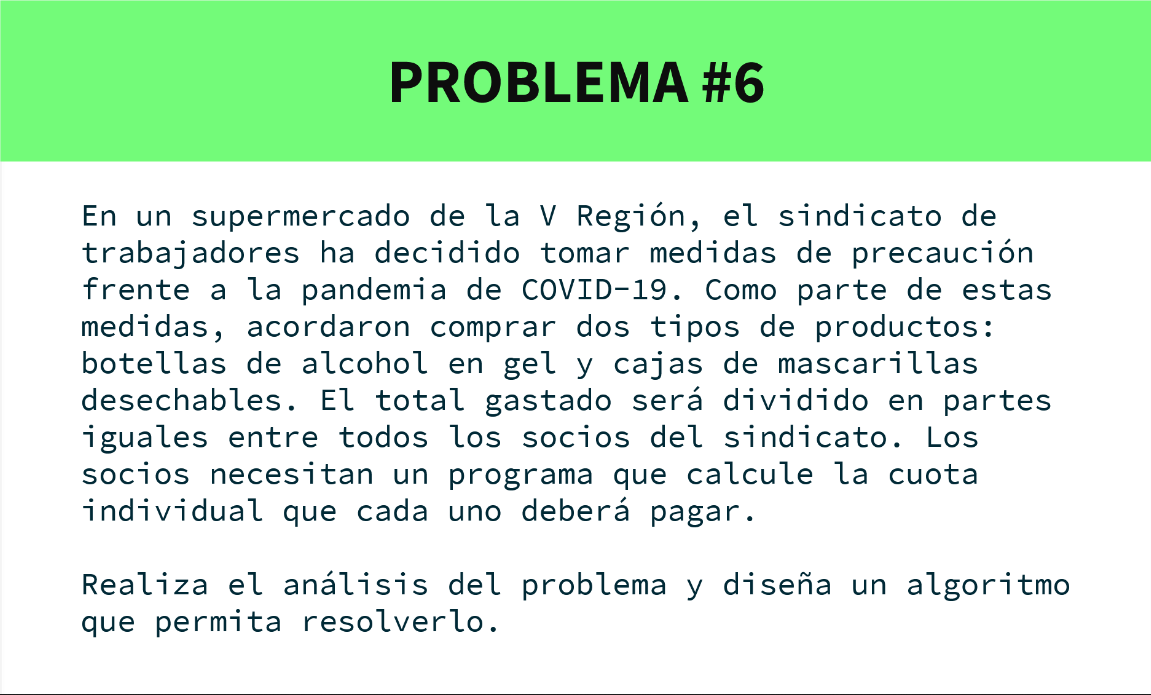 PROBLEMA #6
En un supermercado de la V Región, el sindicato de
trabajadores ha decidido tomar medidas de precaución
frente a la pandemia de COVID-19. Como parte de estas
medidas, acordaron comprar dos tipos de productos:
botellas de alcohol en gel y cajas de mascarillas
desechables. El total gastado será dividido en partes
iguales entre todos los socios del sindicato. Los
socios necesitan un programa que calcule la cuota
individual que cada uno deberá pagar.
Realiza el análisis del problema y diseña un algoritmo
que permita resolverlo.